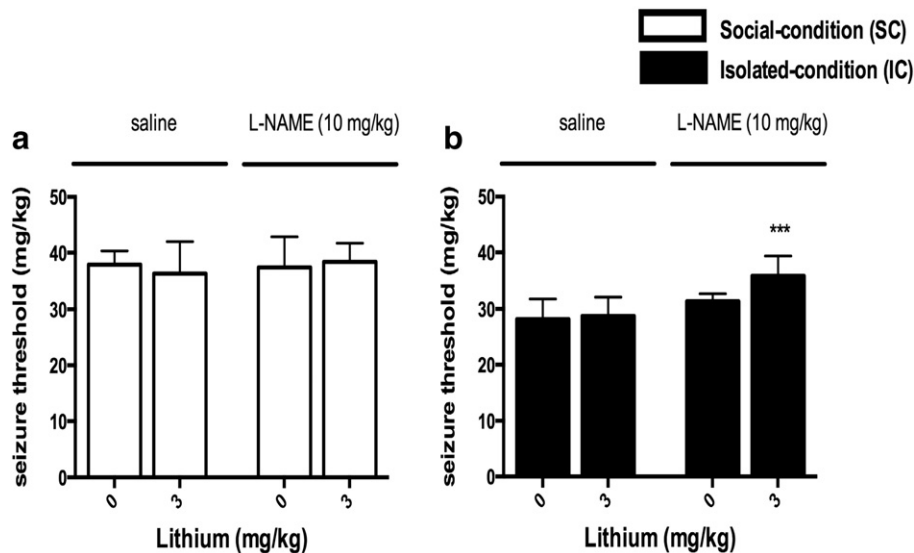 Social-condition (SC)
Isolated-condition (IC)
a
saline
L-NAME (10 mg/kg)
seizure threshold (mg/kg)
50
40
30
20
10
0
0
3
0
3
Lithium (mg/kg)
b
saline
L-NAME (10 mg/kg)
seizure threshold (mg/kg)
50
40
30
20
10
0
***
0
3
0
3
Lithium (mg/kg)